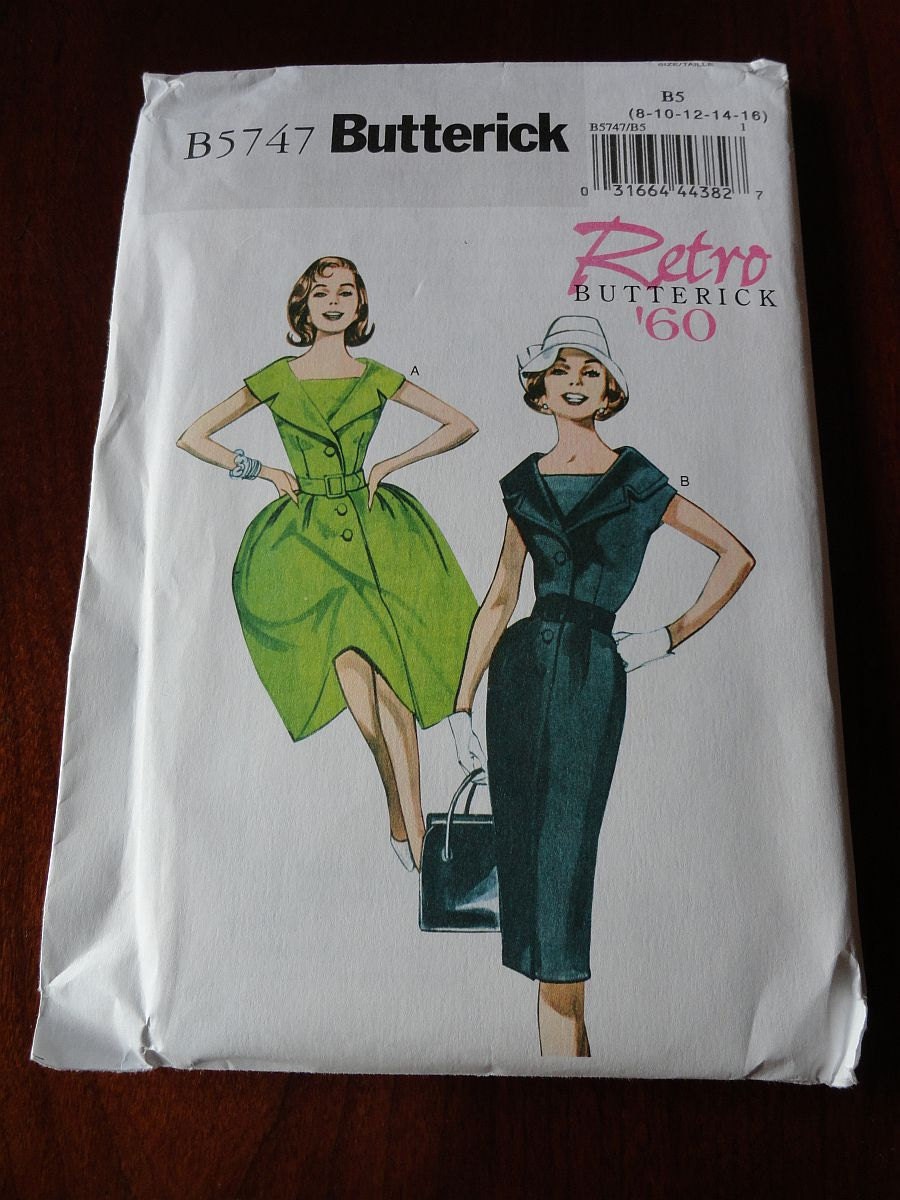 SIZE/TAILLE
B5
(8-10-12-14-16)
B5747 Butterick
B5747/B5 1
0 31664 44382 7
Retro
BUTTERICK
'60
A
B